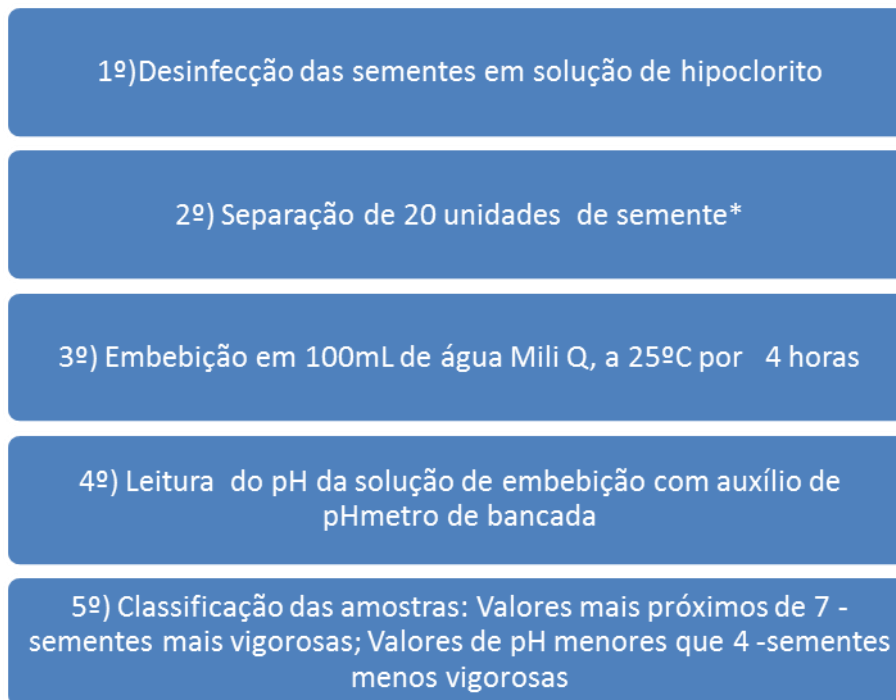 1º)Desinfecção das sementes em solução de hipoclorito
2º) Separação de 20 unidades de semente*
3º) Embebição em 100mL de água Mili Q, a 25ºC por 4 horas
4º) Leitura do pH da solução de embebição com auxílio de
pHmetro de bancada
5º) Classificação das amostras: Valores mais próximos de 7 -
sementes mais vigorosas; Valores de pH menores que 4 -sementes
menos vigorosas